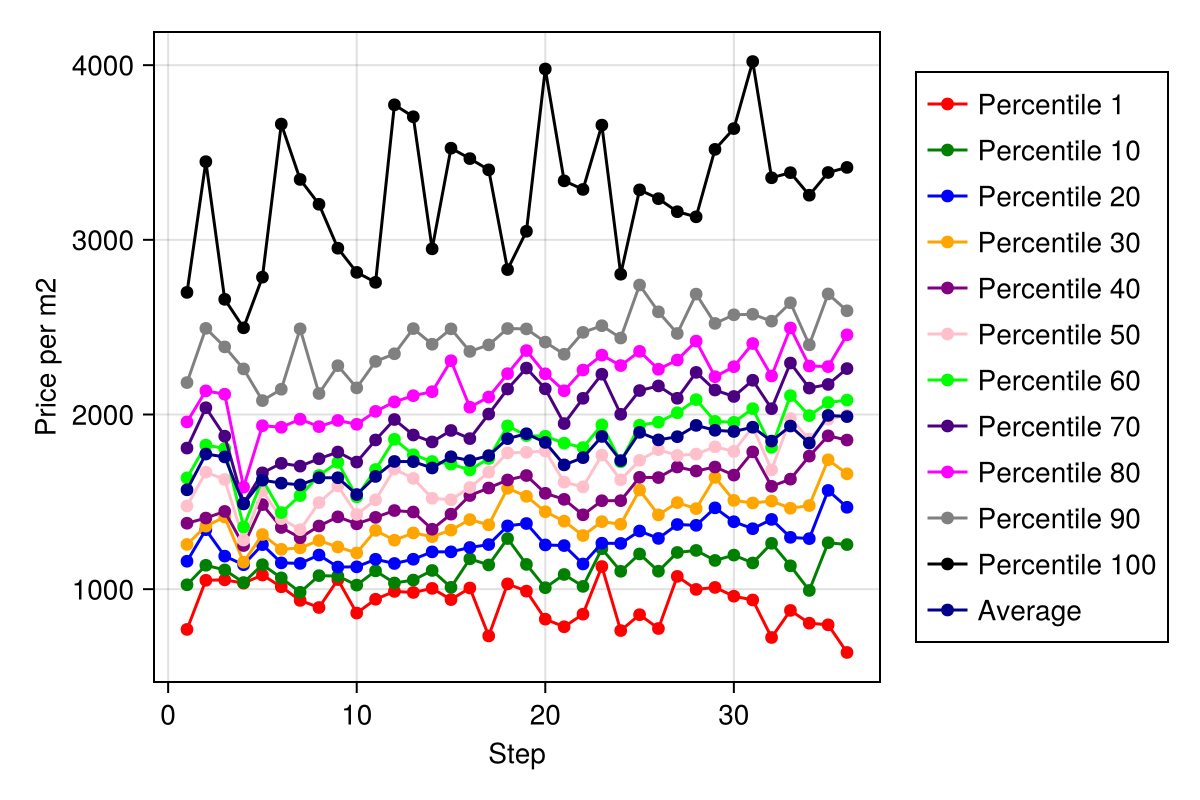 4000
3000
2000
1000
Price per m2
0
10
20
30
Step
Percentile 1
Percentile 10
Percentile 20
Percentile 30
Percentile 40
Percentile 50
Percentile 60
Percentile 70
Percentile 80
Percentile 90
Percentile 100
Average